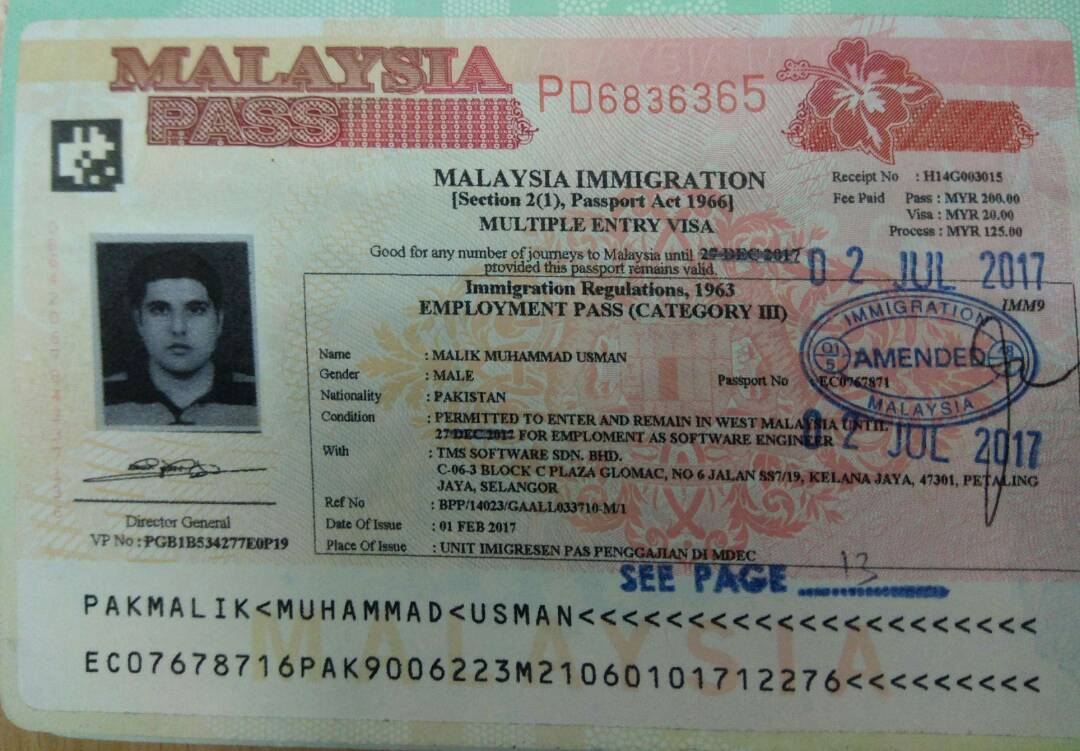 MALAYSIA
PASS
PD6836365
MALAYSIA IMMIGRATION
[Section 2(1), Passport Act 1966]
MULTIPLE ENTRY VISA
Receipt No : H14G003015
Fee Paid Pass : MYR 200.00
Visa : MYR 20.00
Process : MYR 125.00
Good for any number of journeys to Malaysia until 27 DEC 2017
provided this passport remains valid.
02 JUL 2017
Immigration Regulations, 1963
IMM9
EMPLOYMENT PASS (CATEGORY III)
IMMIGRATION
AMENDED
MALAYSIA
Name : MALIK MUHAMMAD USMAN
Gender : MALE
Passport No : EC0767871
Nationality : PAKISTAN
Condition : PERMITTED TO ENTER AND REMAIN IN WEST MALAYSIA UNTIL
27 DEC 2017 FOR EMPLOMENT AS SOFTWARE ENGINEER
02 JUL 2017
With : TMS SOFTWARE SDN. BHD.
C-06-3 BLOCK C PLAZA GLOMAC, NO 6 JALAN SS7/19, KELANA JAYA, 47301, PETALING
JAYA, SELANGOR
Ref No : BPP/14023/GAALL033710-M/1
Date Of Issue : 01 FEB 2017
Place Of Issue : UNIT IMIGRESEN PAS PENGGAJIAN DI MDEC
Director General
VP No : PGB1B534277E0P19
SEE PAGE 13
PAKMALIK<MUHAMMAD<USMAN<<<<<<<<<<<<<<<<<<<<<
EC07678716PAK9006223M21060101712276<<<<<<<<<